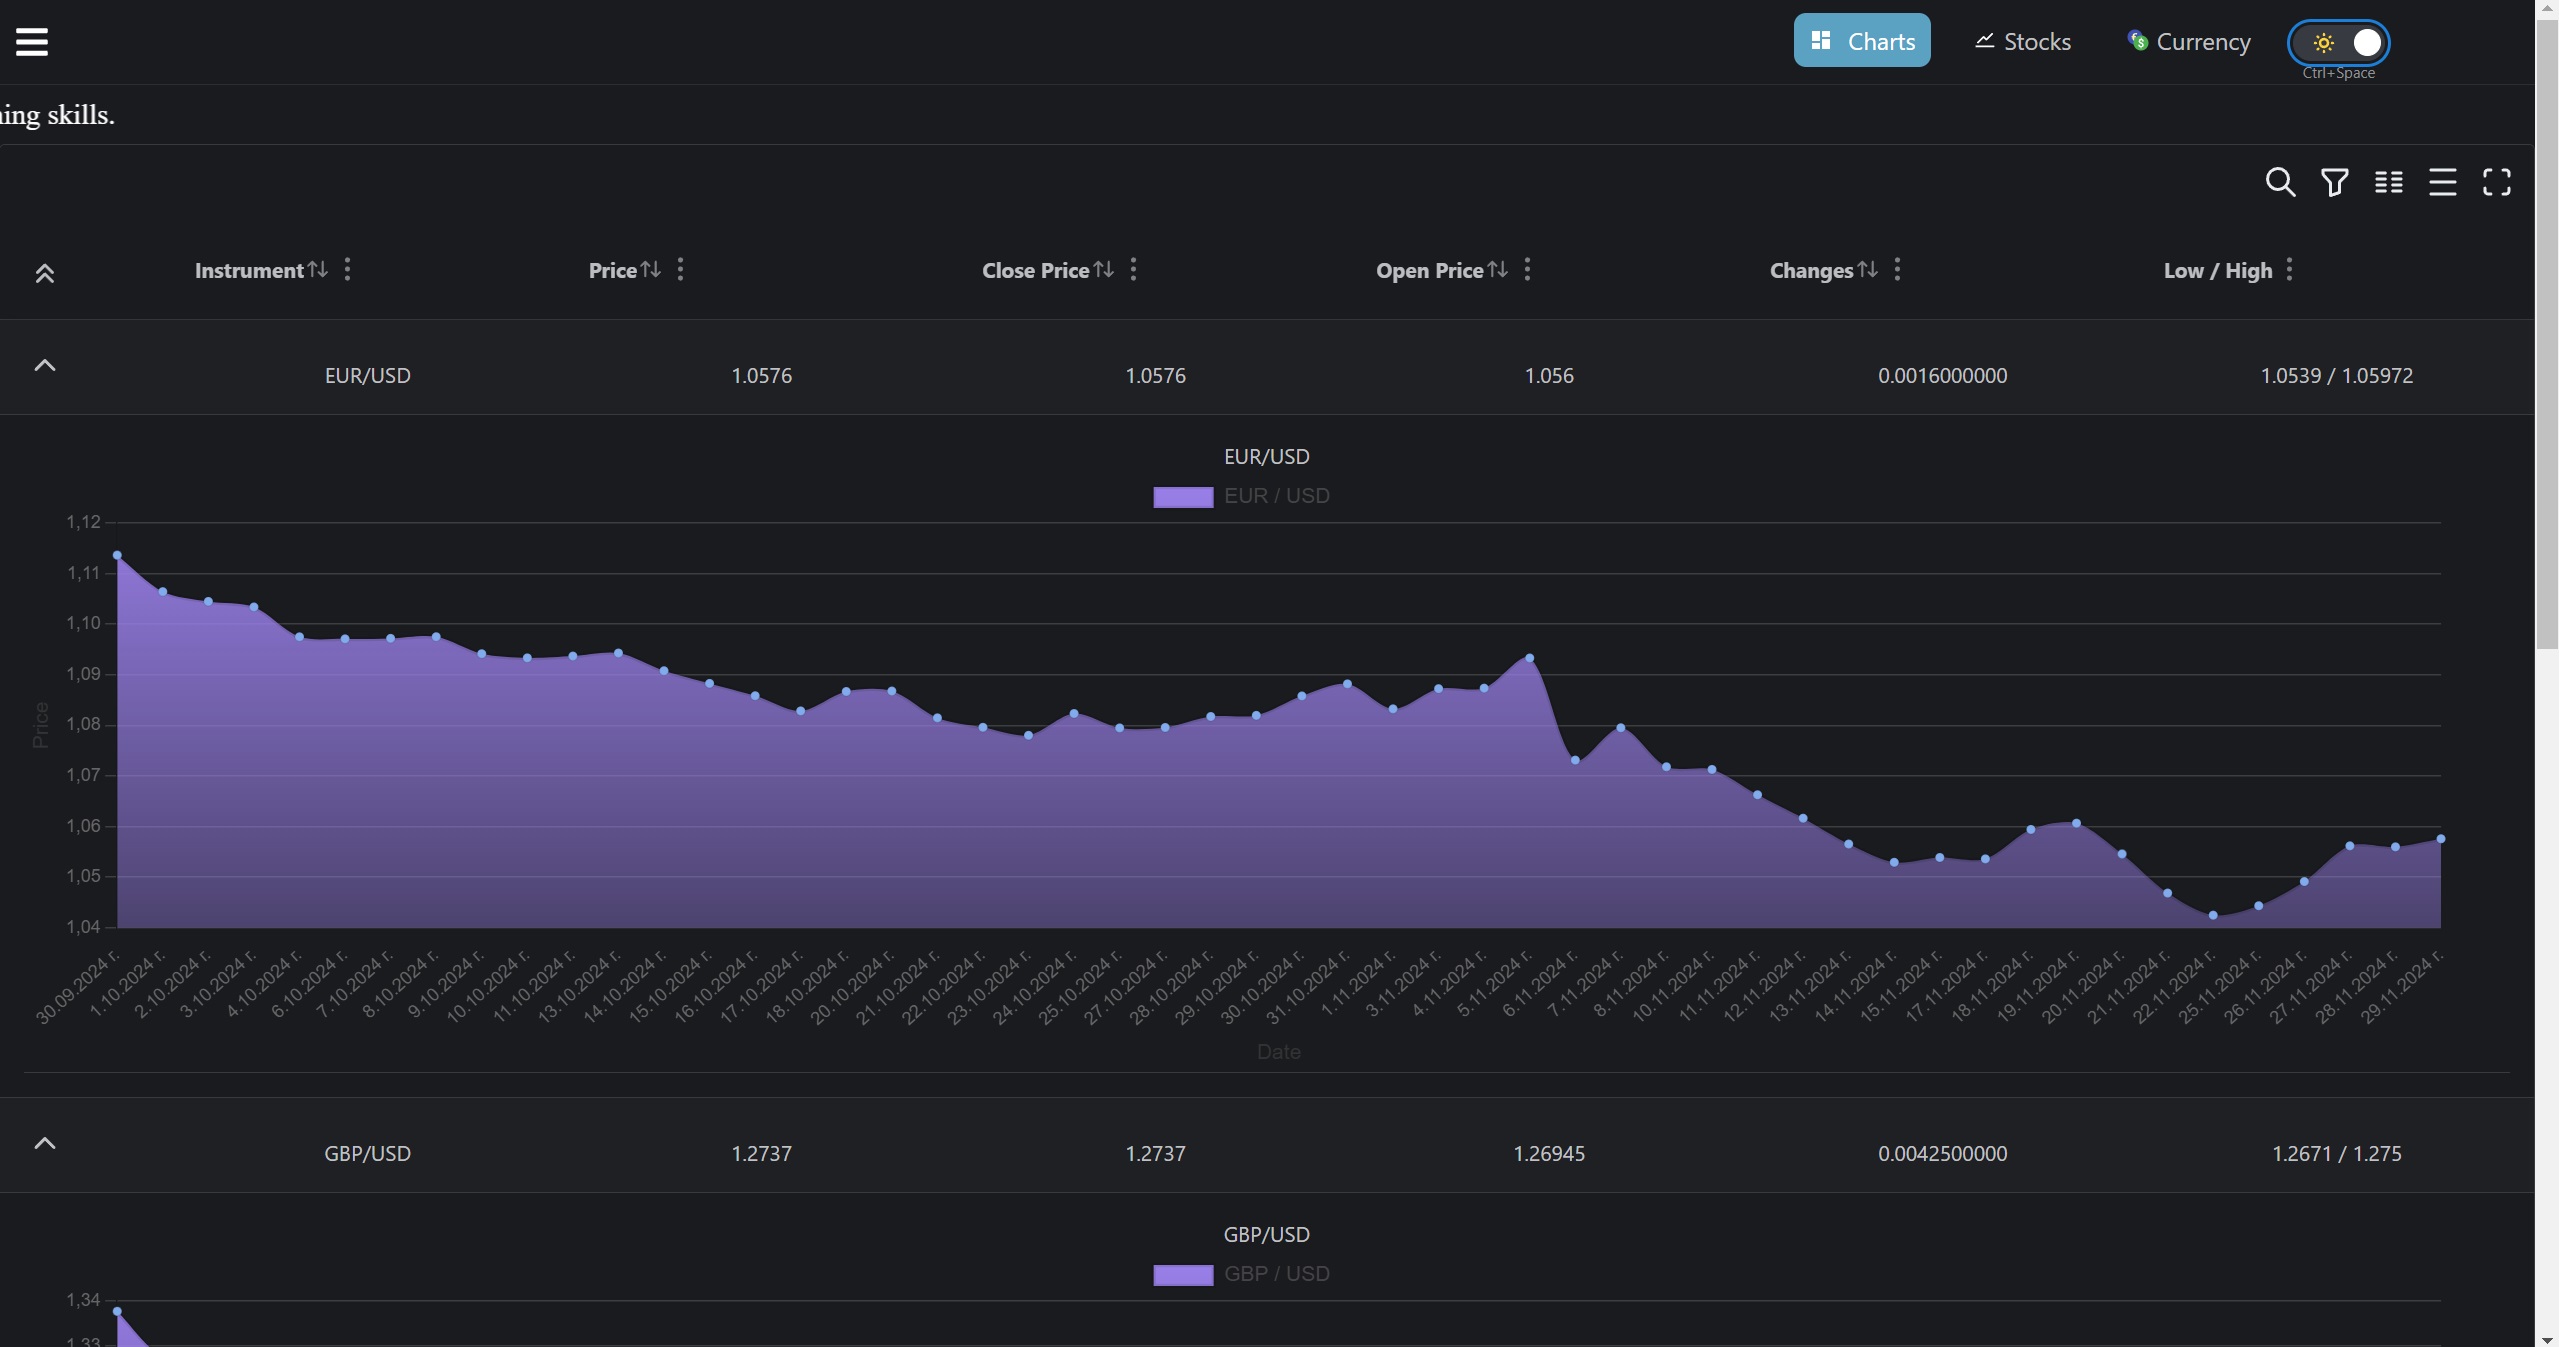 Charts Stocks Currency
Ctrl+Space
ning skills.
Instrument Price Close Price Open Price Changes Low / High
EUR/USD 1.0576 1.0576 1.056 0.0016000000 1.0539 / 1.05972
EUR/USD
EUR / USD
1,12
1,11
1,10
1,09
1,08
1,07
1,06
1,05
1,04
Price
30.09.2024 г. 1.10.2024 г. 2.10.2024 г. 3.10.2024 г. 4.10.2024 г. 6.10.2024 г. 7.10.2024 г. 8.10.2024 г. 9.10.2024 г. 10.10.2024 г. 11.10.2024 г. 13.10.2024 г. 14.10.2024 г. 15.10.2024 г. 16.10.2024 г. 17.10.2024 г. 18.10.2024 г. 20.10.2024 г. 21.10.2024 г. 22.10.2024 г. 23.10.2024 г. 24.10.2024 г. 25.10.2024 г. 27.10.2024 г. 28.10.2024 г. 29.10.2024 г. 30.10.2024 г. 31.10.2024 г. 1.11.2024 г. 3.11.2024 г. 4.11.2024 г. 5.11.2024 г. 6.11.2024 г. 7.11.2024 г. 8.11.2024 г. 10.11.2024 г. 11.11.2024 г. 12.11.2024 г. 13.11.2024 г. 14.11.2024 г. 15.11.2024 г. 17.11.2024 г. 18.11.2024 г. 19.11.2024 г. 20.11.2024 г. 21.11.2024 г. 22.11.2024 г. 25.11.2024 г. 26.11.2024 г. 27.11.2024 г. 28.11.2024 г. 29.11.2024 г.
Date
GBP/USD 1.2737 1.2737 1.26945 0.0042500000 1.2671 / 1.275
GBP/USD
GBP / USD
1,34
1,33